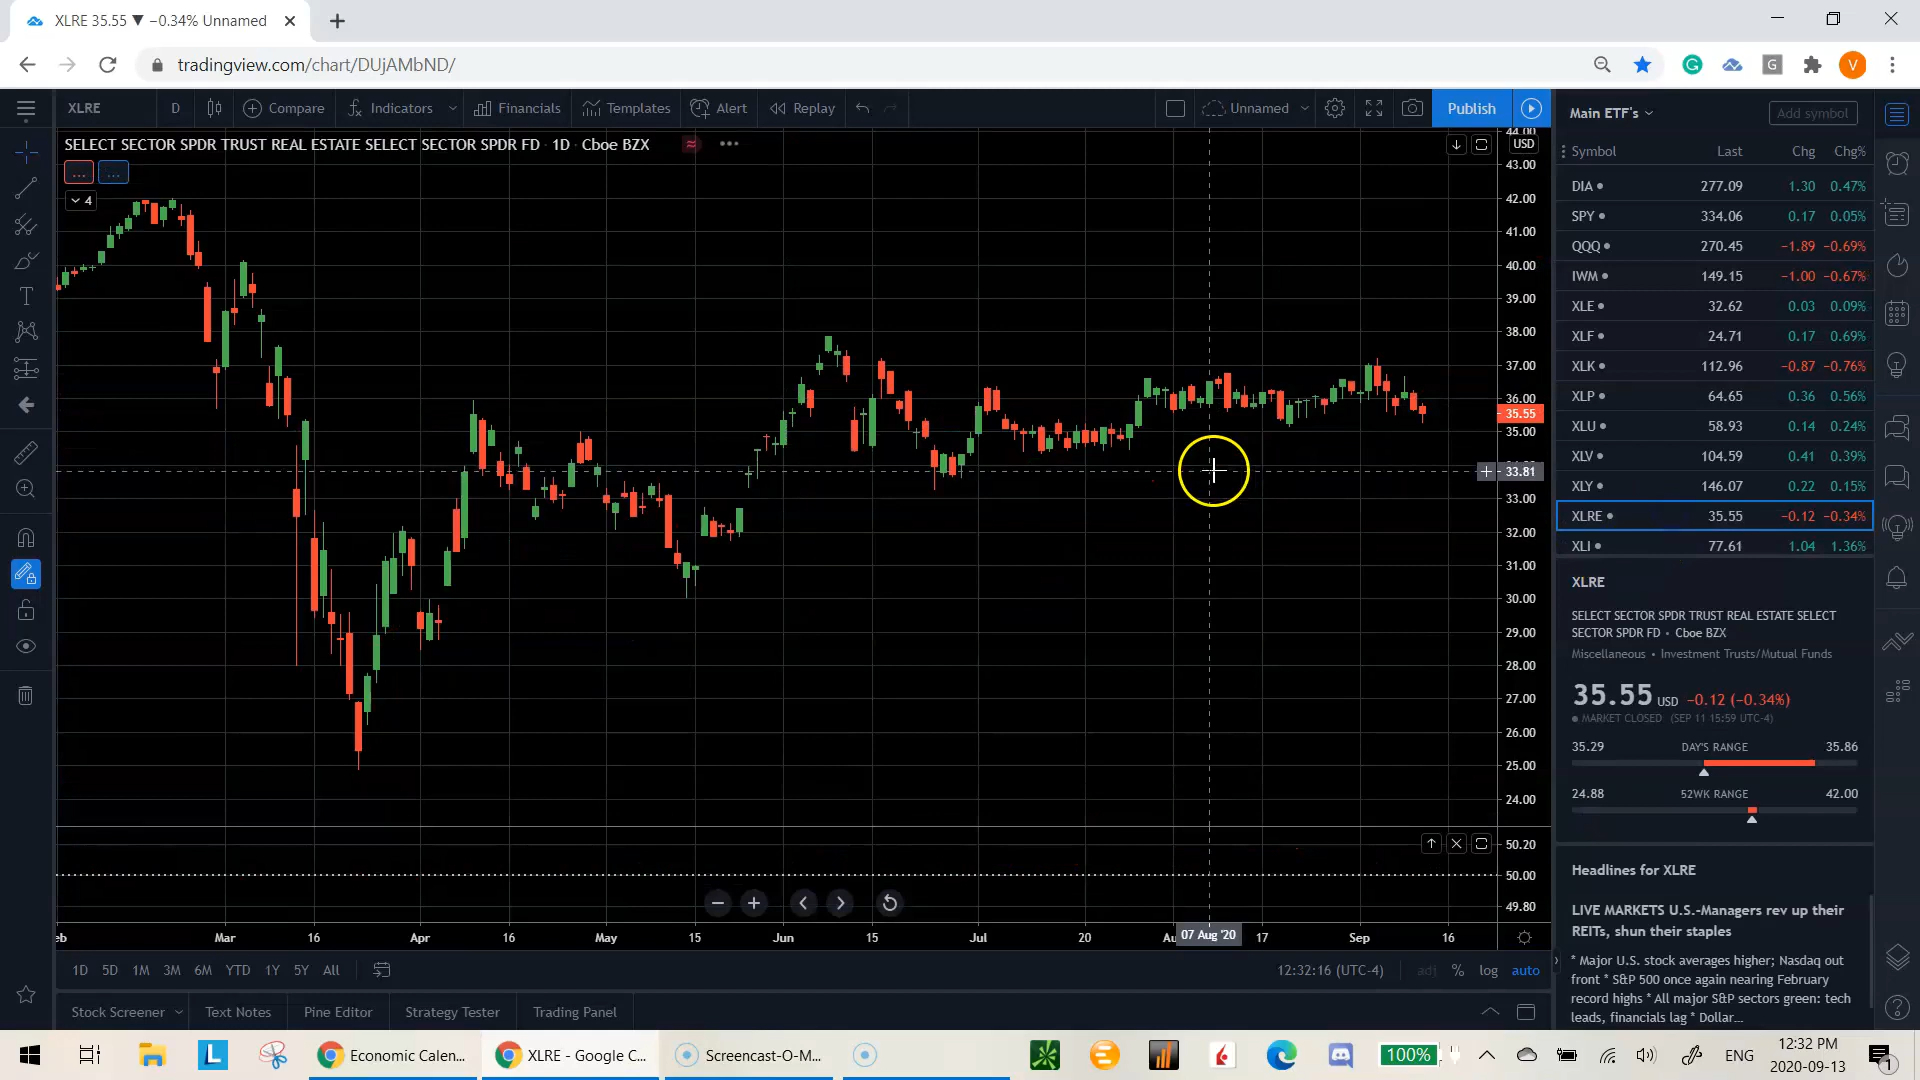 XLRE 35.55 ▼ −0.34% Unnamed
tradingview.com/chart/DUjAMbND/
G
V
XLRE D Compare Indicators Financials Templates Alert Replay Unnamed Publish
SELECT SECTOR SPDR TRUST REAL ESTATE SELECT SECTOR SPDR FD · 1D · Cboe BZX
USD
4
44.00
43.00
42.00
41.00
40.00
39.00
38.00
37.00
36.00
35.55
35.00
33.81
33.00
32.00
31.00
30.00
29.00
28.00
27.00
26.00
25.00
24.00
50.20
50.00
49.80
eb Mar 16 Apr 16 May 15 Jun 15 Jul 20 Au 07 Aug '20 17 Sep 16
1D 5D 1M 3M 6M YTD 1Y 5Y All
12:32:16 (UTC-4) adj % log auto
Stock Screener Text Notes Pine Editor Strategy Tester Trading Panel
Main ETF's
Add symbol
Symbol Last Chg Chg%
DIA 277.09 1.30 0.47%
SPY 334.06 0.17 0.05%
QQQ 270.45 −1.89 −0.69%
IWM 149.15 −1.00 −0.67%
XLE 32.62 0.03 0.09%
XLF 24.71 0.17 0.69%
XLK 112.96 −0.87 −0.76%
XLP 64.65 0.36 0.56%
XLU 58.93 0.14 0.24%
XLV 104.59 0.41 0.39%
XLY 146.07 0.22 0.15%
XLRE 35.55 −0.12 −0.34%
XLI 77.61 1.04 1.36%
XLRE
SELECT SECTOR SPDR TRUST REAL ESTATE SELECT
SECTOR SPDR FD • Cboe BZX
Miscellaneous • Investment Trusts/Mutual Funds
35.55 USD −0.12 (−0.34%)
MARKET CLOSED (SEP 11 15:59 UTC-4)
35.29 DAY'S RANGE 35.86
24.88 52WK RANGE 42.00
Headlines for XLRE
LIVE MARKETS U.S.-Managers rev up their
REITs, shun their staples
* Major U.S. stock averages higher; Nasdaq out
front * S&P 500 once again nearing February
record highs * All major S&P sectors green: tech
leads, financials lag * Dollar...
L
Economic Calen...
XLRE - Google C...
Screencast-O-M...
100%
ENG
12:32 PM
2020-09-13
1